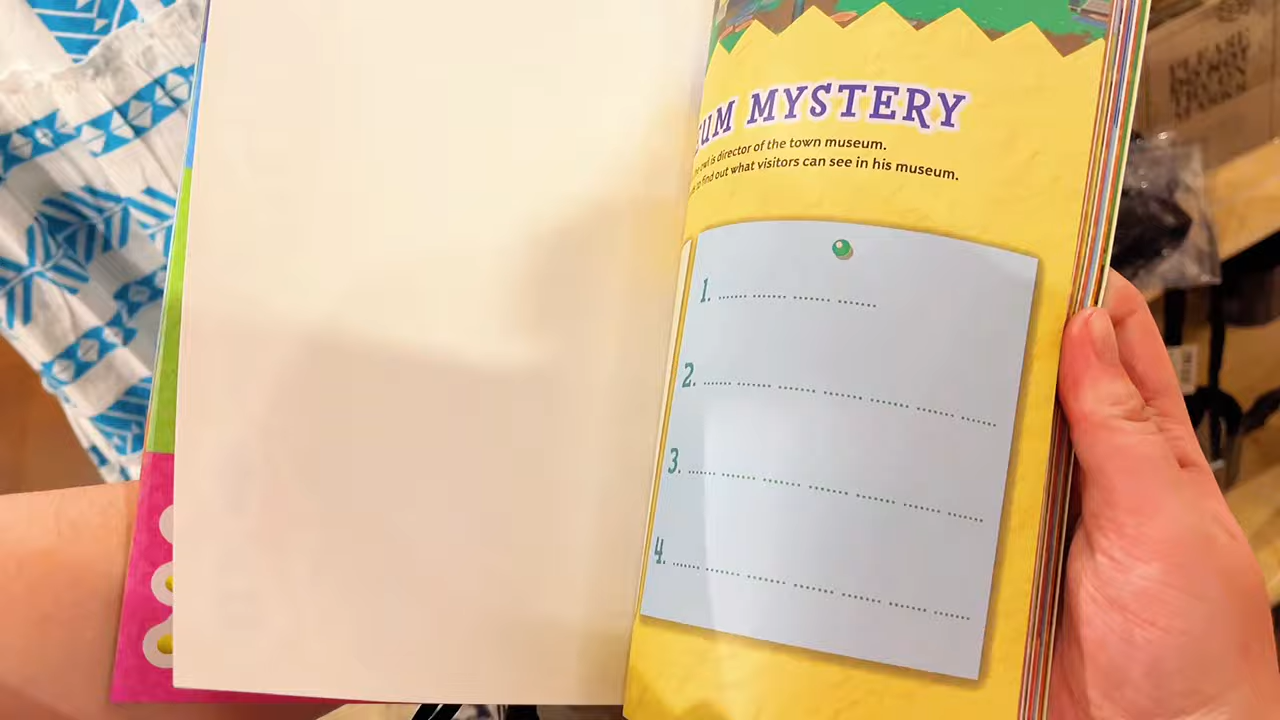 UM MYSTERY
owl is director of the town museum.
to find out what visitors can see in his museum.
1. ....... ....... ....... .......
2. ....... ....... ....... ....... ....... ....... .......
3. ....... ....... ....... ....... ....... ....... .......
4. ....... ....... ....... ....... ....... ....... .......